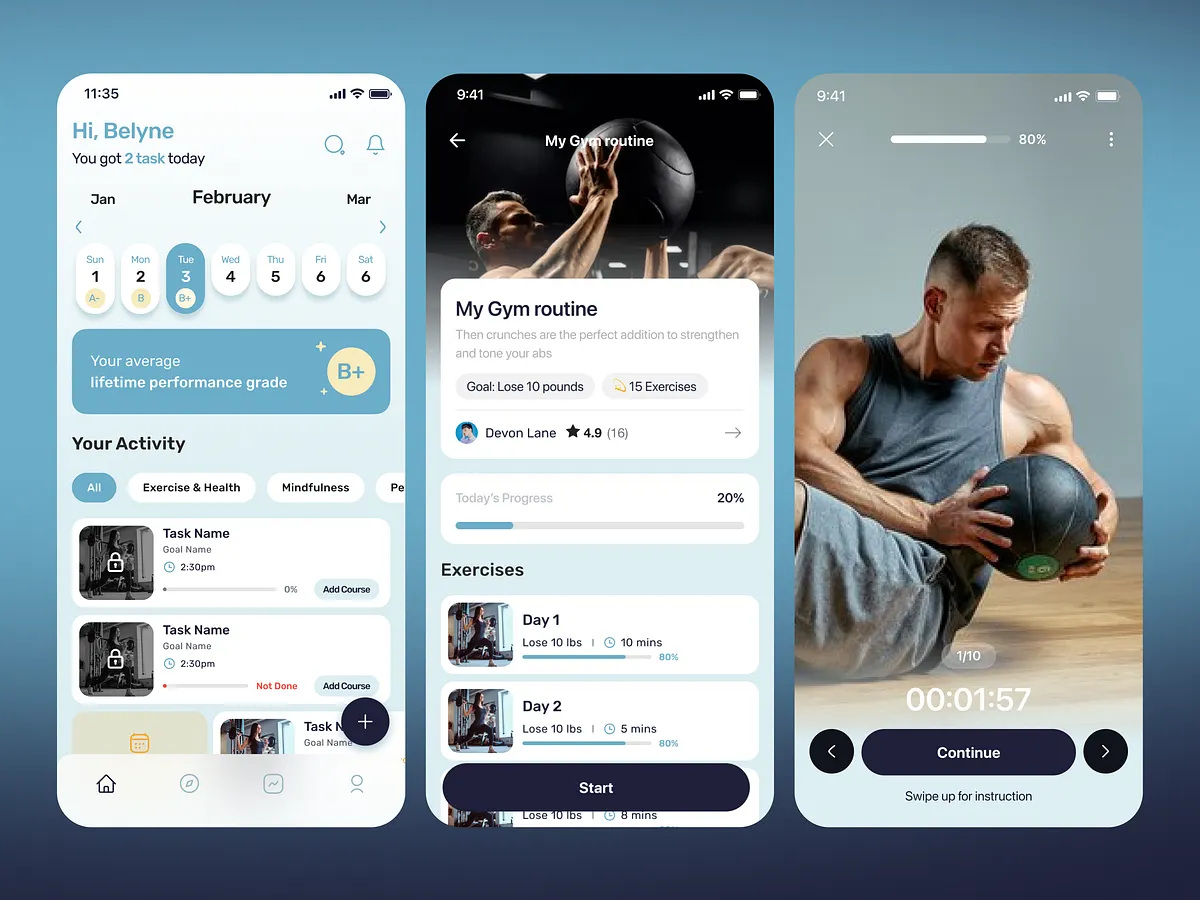 11:35
Hi, Belyne
You got 2 task today
Jan February Mar
Sun Mon Tue Wed Thu Fri Sat
1 2 3 4 5 6 6
A- B B+
Your average
lifetime performance grade
B+
Your Activity
All Exercise & Health Mindfulness Pe
Task Name
Goal Name
2:30pm
0% Add Course
Task Name
Goal Name
2:30pm
Not Done Add Course
Task N
Goal Name
9:41
My Gym routine
My Gym routine
Then crunches are the perfect addition to strengthen
and tone your abs
Goal: Lose 10 pounds 💫 15 Exercises
Devon Lane ★ 4.9 (16)
Today's Progress 20%
Exercises
Day 1
Lose 10 lbs | 10 mins
80%
Day 2
Lose 10 lbs | 5 mins
80%
Start
Lose 10 lbs | 8 mins
9:41
80%
1/10
00:01:57
Continue
Swipe up for instruction